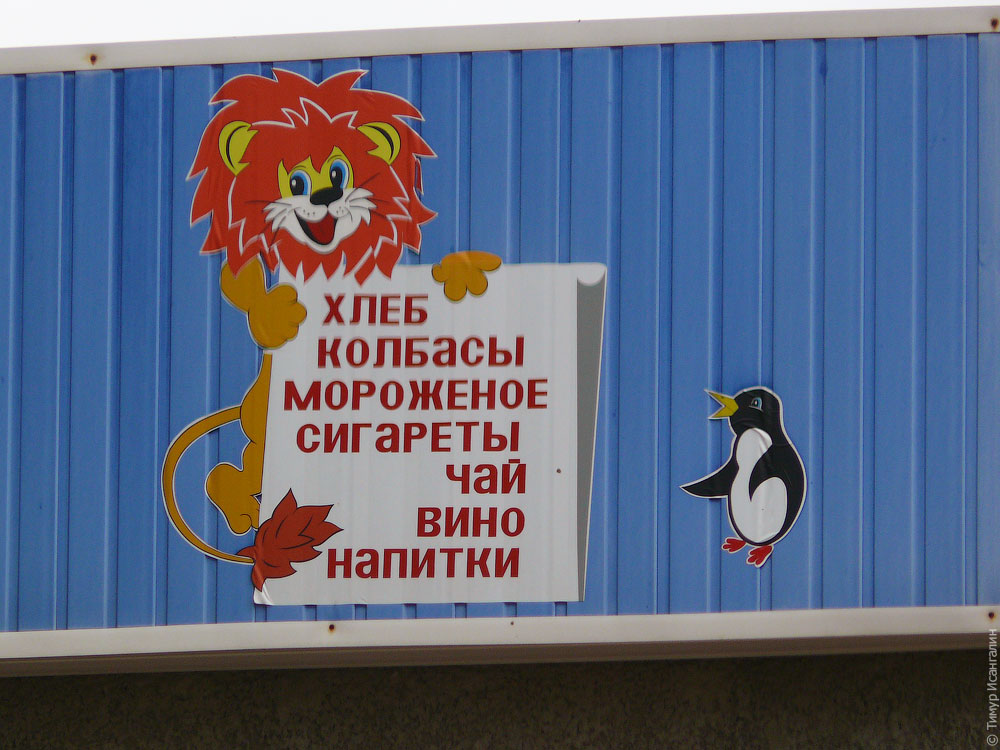 ХЛЕБ
КОЛБАСЫ
МОРОЖЕНОЕ
СИГАРЕТЫ
ЧАЙ
ВИНО
НАПИТКИ
© Тимур Исангалин